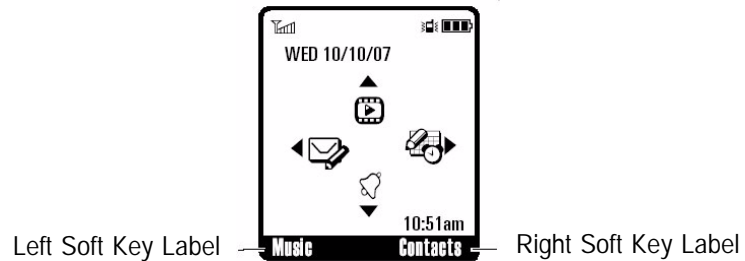 WED 10/10/07
10:51am
Left Soft Key Label Music Contacts Right Soft Key Label